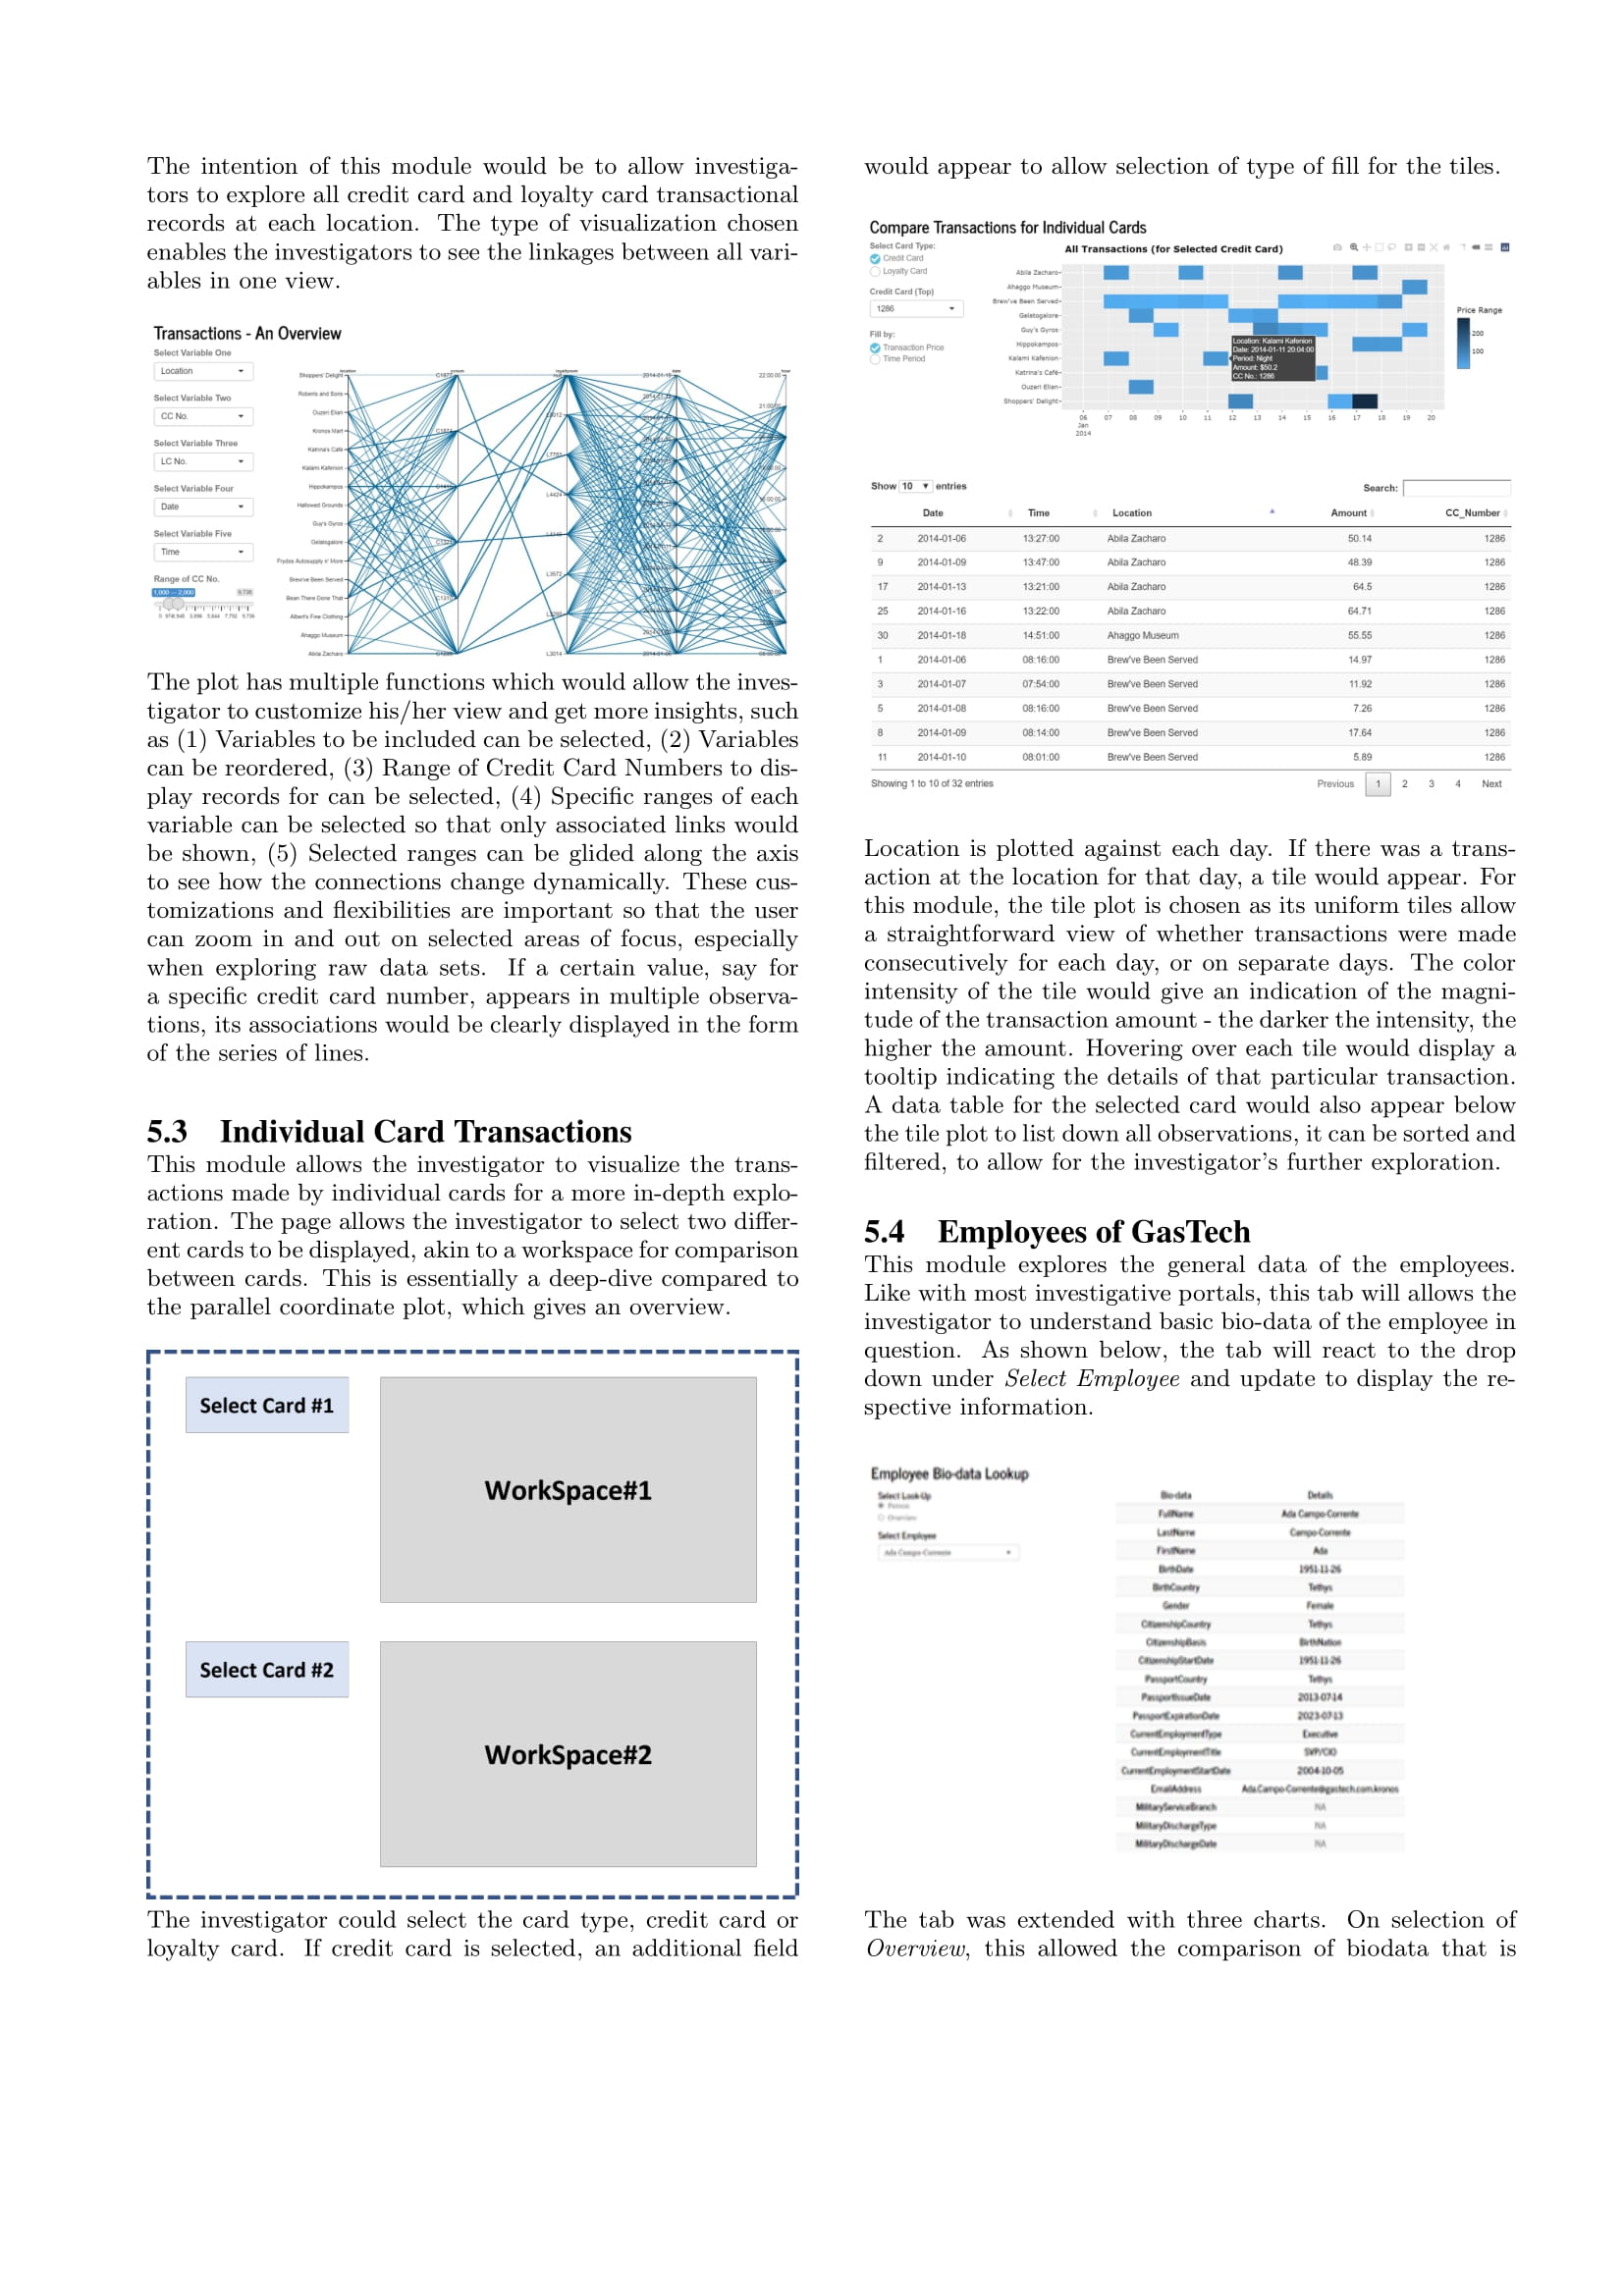 The intention of this module would be to allow investiga-
tors to explore all credit card and loyalty card transactional
records at each location. The type of visualization chosen
enables the investigators to see the linkages between all vari-
ables in one view.
Transactions - An Overview
Select Variable One
Location
Select Variable Two
CC No.
Select Variable Three
LC No.
Select Variable Four
Date
Select Variable Five
Time
Range of CC No.
1,000 — 2,000
9,736
Shoppers' Delight
Roberts and Sons
Ouzeri Elian
Kronos Mart
Katrina's Café
Kalami Kafenion
Hippokampos
Hallowed Grounds
Guy's Gyros
Gelatogalore
Frydos Autosupply n' More
Brew've Been Served
Bean There Done That
Albert's Fine Clothing
Ahaggo Museum
Abila Zacharo
L3014
22:00:00
The plot has multiple functions which would allow the inves-
tigator to customize his/her view and get more insights, such
as (1) Variables to be included can be selected, (2) Variables
can be reordered, (3) Range of Credit Card Numbers to dis-
play records for can be selected, (4) Specific ranges of each
variable can be selected so that only associated links would
be shown, (5) Selected ranges can be glided along the axis
to see how the connections change dynamically. These cus-
tomizations and flexibilities are important so that the user
can zoom in and out on selected areas of focus, especially
when exploring raw data sets. If a certain value, say for
a specific credit card number, appears in multiple observa-
tions, its associations would be clearly displayed in the form
of the series of lines.
5.3 Individual Card Transactions
This module allows the investigator to visualize the trans-
actions made by individual cards for a more in-depth explo-
ration. The page allows the investigator to select two differ-
ent cards to be displayed, akin to a workspace for comparison
between cards. This is essentially a deep-dive compared to
the parallel coordinate plot, which gives an overview.
Select Card #1
WorkSpace#1
Select Card #2
WorkSpace#2
The investigator could select the card type, credit card or
loyalty card. If credit card is selected, an additional field
would appear to allow selection of type of fill for the tiles.
Compare Transactions for Individual Cards
Select Card Type:
Credit Card
Loyalty Card
Credit Card (Top)
1286
Fill by:
Transaction Price
Time Period
All Transactions (for Selected Credit Card)
Abila Zacharo
Ahaggo Museum
Brew've Been Served
Gelatogalore
Guy's Gyros
Hippokampos
Kalami Kafenion
Katrina's Café
Ouzeri Elian
Shoppers' Delight
Location: Kalami Kafenion
Date: 2014-01-11 20:04:00
Period: Night
Amount: $50.2
CC No.: 1286
06 07 08 09 10 11 12 13 14 15 16 17 18 19 20
Jan
2014
Price Range
200
100
Show 10 entries
Search:
Date Time Location Amount CC_Number
2 2014-01-06 13:27:00 Abila Zacharo 50.14 1286
9 2014-01-09 13:47:00 Abila Zacharo 48.39 1286
17 2014-01-13 13:21:00 Abila Zacharo 64.5 1286
25 2014-01-16 13:22:00 Abila Zacharo 64.71 1286
30 2014-01-18 14:51:00 Ahaggo Museum 55.55 1286
1 2014-01-06 08:16:00 Brew've Been Served 14.97 1286
3 2014-01-07 07:54:00 Brew've Been Served 11.92 1286
5 2014-01-08 08:16:00 Brew've Been Served 7.26 1286
8 2014-01-09 08:14:00 Brew've Been Served 17.64 1286
11 2014-01-10 08:01:00 Brew've Been Served 5.89 1286
Showing 1 to 10 of 32 entries
Previous 1 2 3 4 Next
Location is plotted against each day. If there was a trans-
action at the location for that day, a tile would appear. For
this module, the tile plot is chosen as its uniform tiles allow
a straightforward view of whether transactions were made
consecutively for each day, or on separate days. The color
intensity of the tile would give an indication of the magni-
tude of the transaction amount - the darker the intensity, the
higher the amount. Hovering over each tile would display a
tooltip indicating the details of that particular transaction.
A data table for the selected card would also appear below
the tile plot to list down all observations, it can be sorted and
filtered, to allow for the investigator's further exploration.
5.4 Employees of GasTech
This module explores the general data of the employees.
Like with most investigative portals, this tab will allows the
investigator to understand basic bio-data of the employee in
question. As shown below, the tab will react to the drop
down under Select Employee and update to display the re-
spective information.
Employee Bio-data Lookup
Select Look-Up
Person
Overview
Select Employee
Ada Campo-Corrente
Bio-data Details
FullName Ada Campo-Corrente
LastName Campo-Corrente
FirstName Ada
BirthDate 1951-11-26
BirthCountry Tethys
Gender Female
CitizenshipCountry Tethys
CitizenshipBasis BirthNation
CitizenshipStartDate 1951-11-26
PassportCountry Tethys
PassportIssueDate 2013-07-14
PassportExpirationDate 2023-07-13
CurrentEmploymentType Executive
CurrentEmploymentTitle SVP/CIO
CurrentEmploymentStartDate 2004-10-05
EmailAddress Ada.Campo-Corrente@gastech.com.kronos
MilitaryServiceBranch NA
MilitaryDischargeType NA
MilitaryDischargeDate NA
The tab was extended with three charts. On selection of
Overview, this allowed the comparison of biodata that is